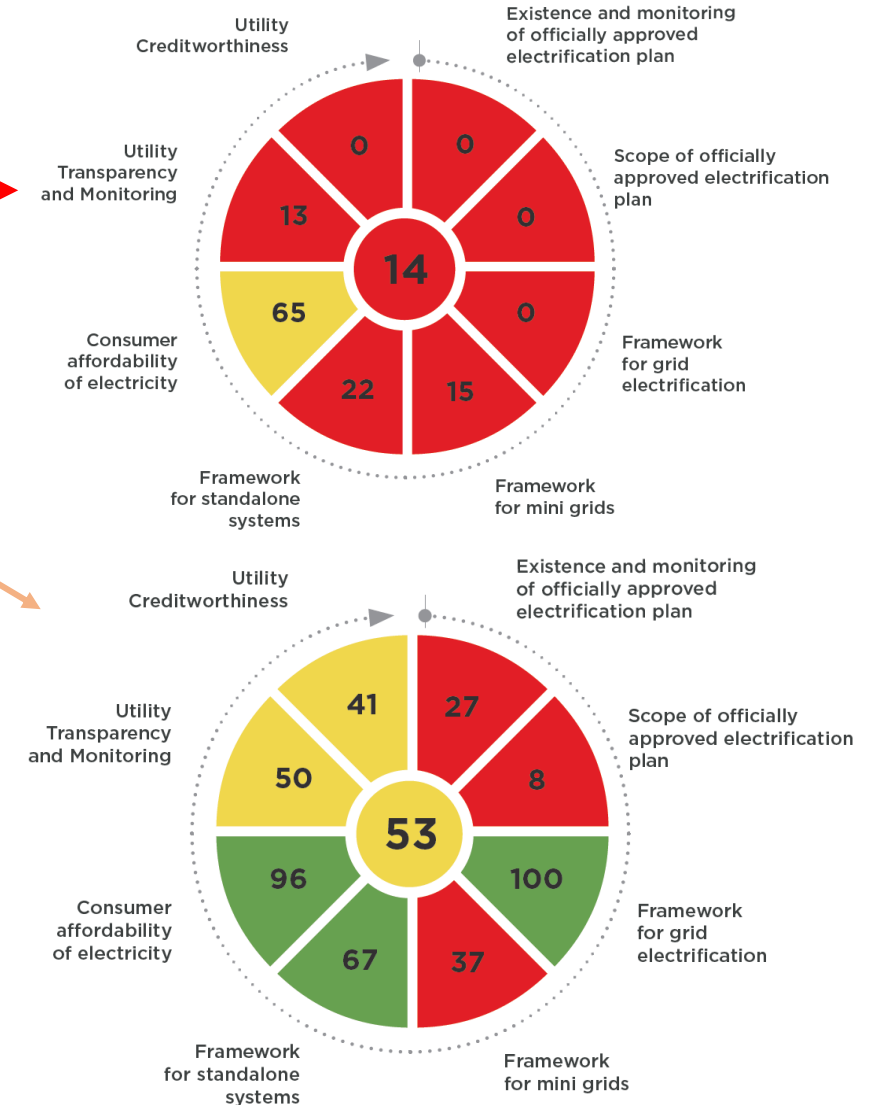 Utility
Creditworthiness
Existence and monitoring
of officially approved
electrification plan
Utility
Transparency
and Monitoring
Scope of officially
approved electrification
plan
0
0
13
0
14
65
0
22
15
Consumer
affordability
of electricity
Framework
for grid
electrification
Framework
for standalone
systems
Framework
for mini grids
Utility
Creditworthiness
Existence and monitoring
of officially approved
electrification plan
Utility
Transparency
and Monitoring
Scope of officially
approved electrification
plan
41
27
50
8
53
96
100
67
37
Consumer
affordability
of electricity
Framework
for grid
electrification
Framework
for standalone
systems
Framework
for mini grids